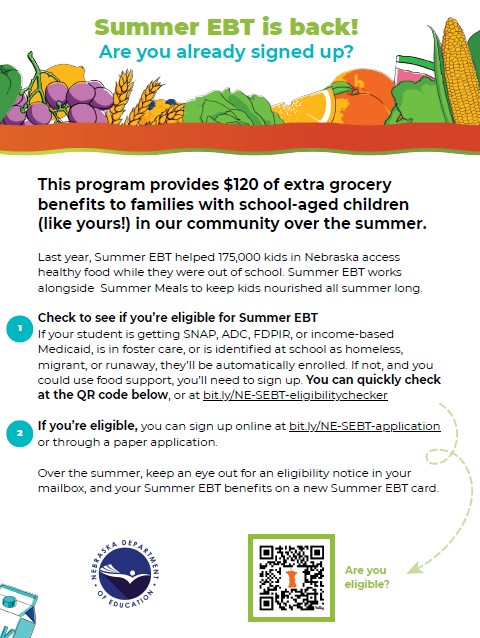 Summer EBT is back!
Are you already signed up?
This program provides $120 of extra grocery
benefits to families with school-aged children
(like yours!) in our community over the summer.
Last year, Summer EBT helped 175,000 kids in Nebraska access
healthy food while they were out of school. Summer EBT works
alongside Summer Meals to keep kids nourished all summer long.
1
Check to see if you're eligible for Summer EBT
If your student is getting SNAP, ADC, FDPIR, or income-based
Medicaid, is in foster care, or is identified at school as homeless,
migrant, or runaway, they'll be automatically enrolled. If not, and you
could use food support, you'll need to sign up. You can quickly check
at the QR code below, or at bit.ly/NE-SEBT-eligibilitychecker
2
If you're eligible, you can sign up online at bit.ly/NE-SEBT-application
or through a paper application.
Over the summer, keep an eye out for an eligibility notice in your
mailbox, and your Summer EBT benefits on a new Summer EBT card.
NEBRASKA DEPARTMENT
OF EDUCATION
Are you
eligible?